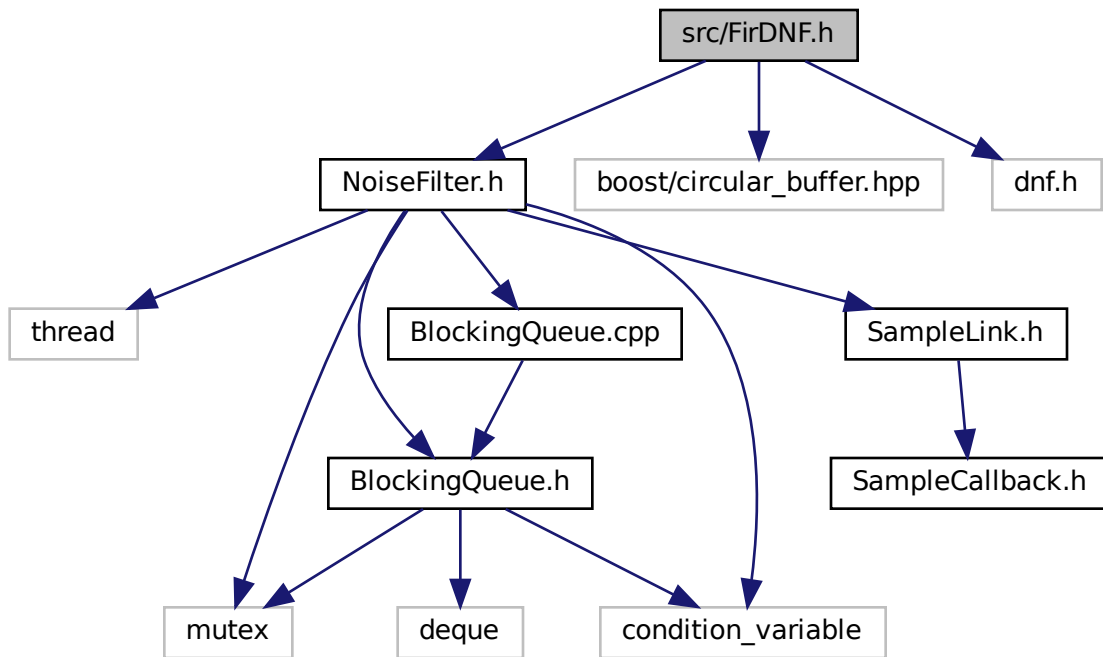 src/FirDNF.h
NoiseFilter.h
boost/circular_buffer.hpp
dnf.h
thread
BlockingQueue.cpp
SampleLink.h
BlockingQueue.h
SampleCallback.h
mutex
deque
condition_variable